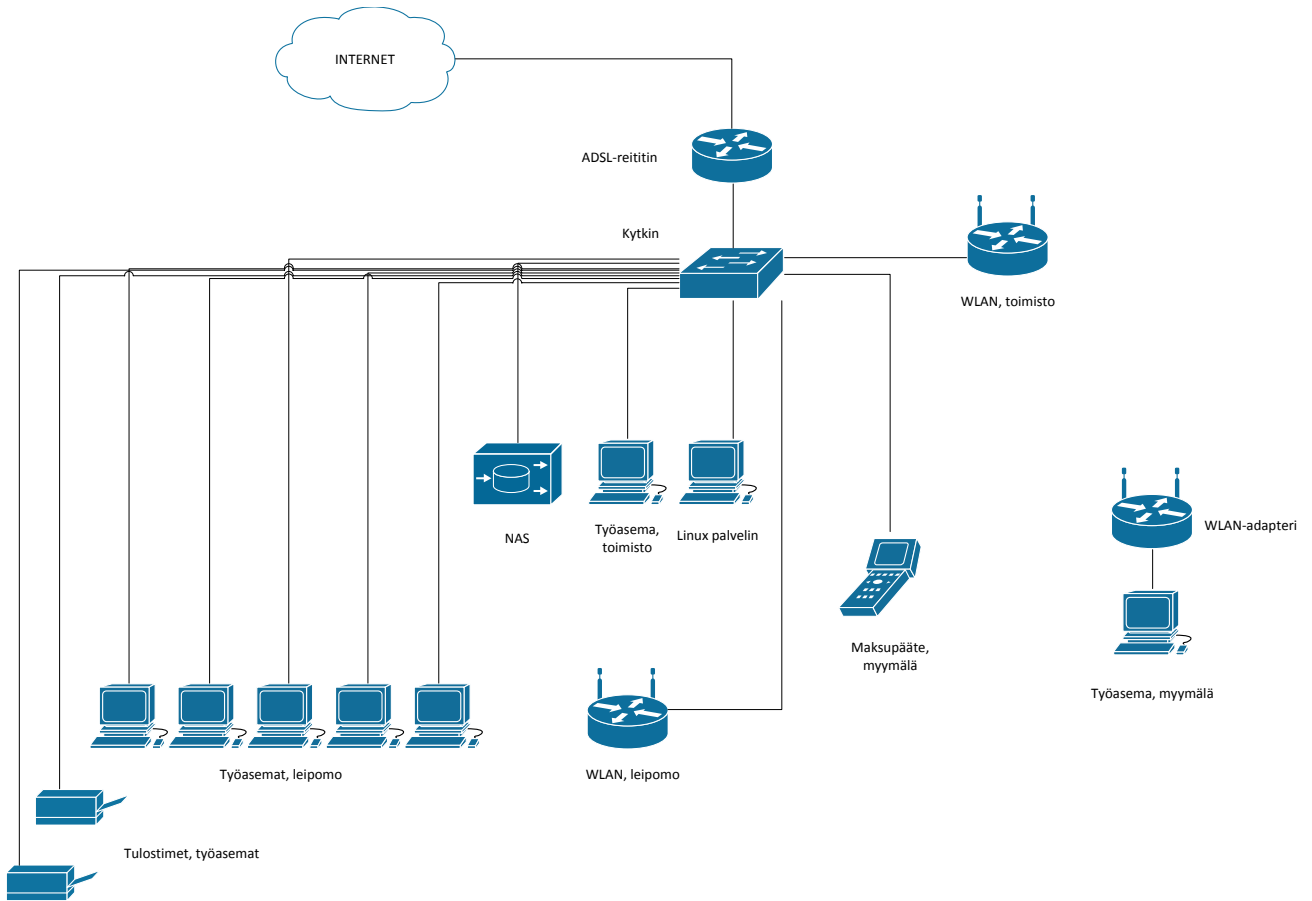 INTERNET
ADSL-reititin
Kytkin
WLAN, toimisto
NAS
Työasema,
toimisto
Linux palvelin
WLAN-adapteri
Maksupääte,
myymälä
Työasema, myymälä
Työasemat, leipomo
WLAN, leipomo
Tulostimet, työasemat